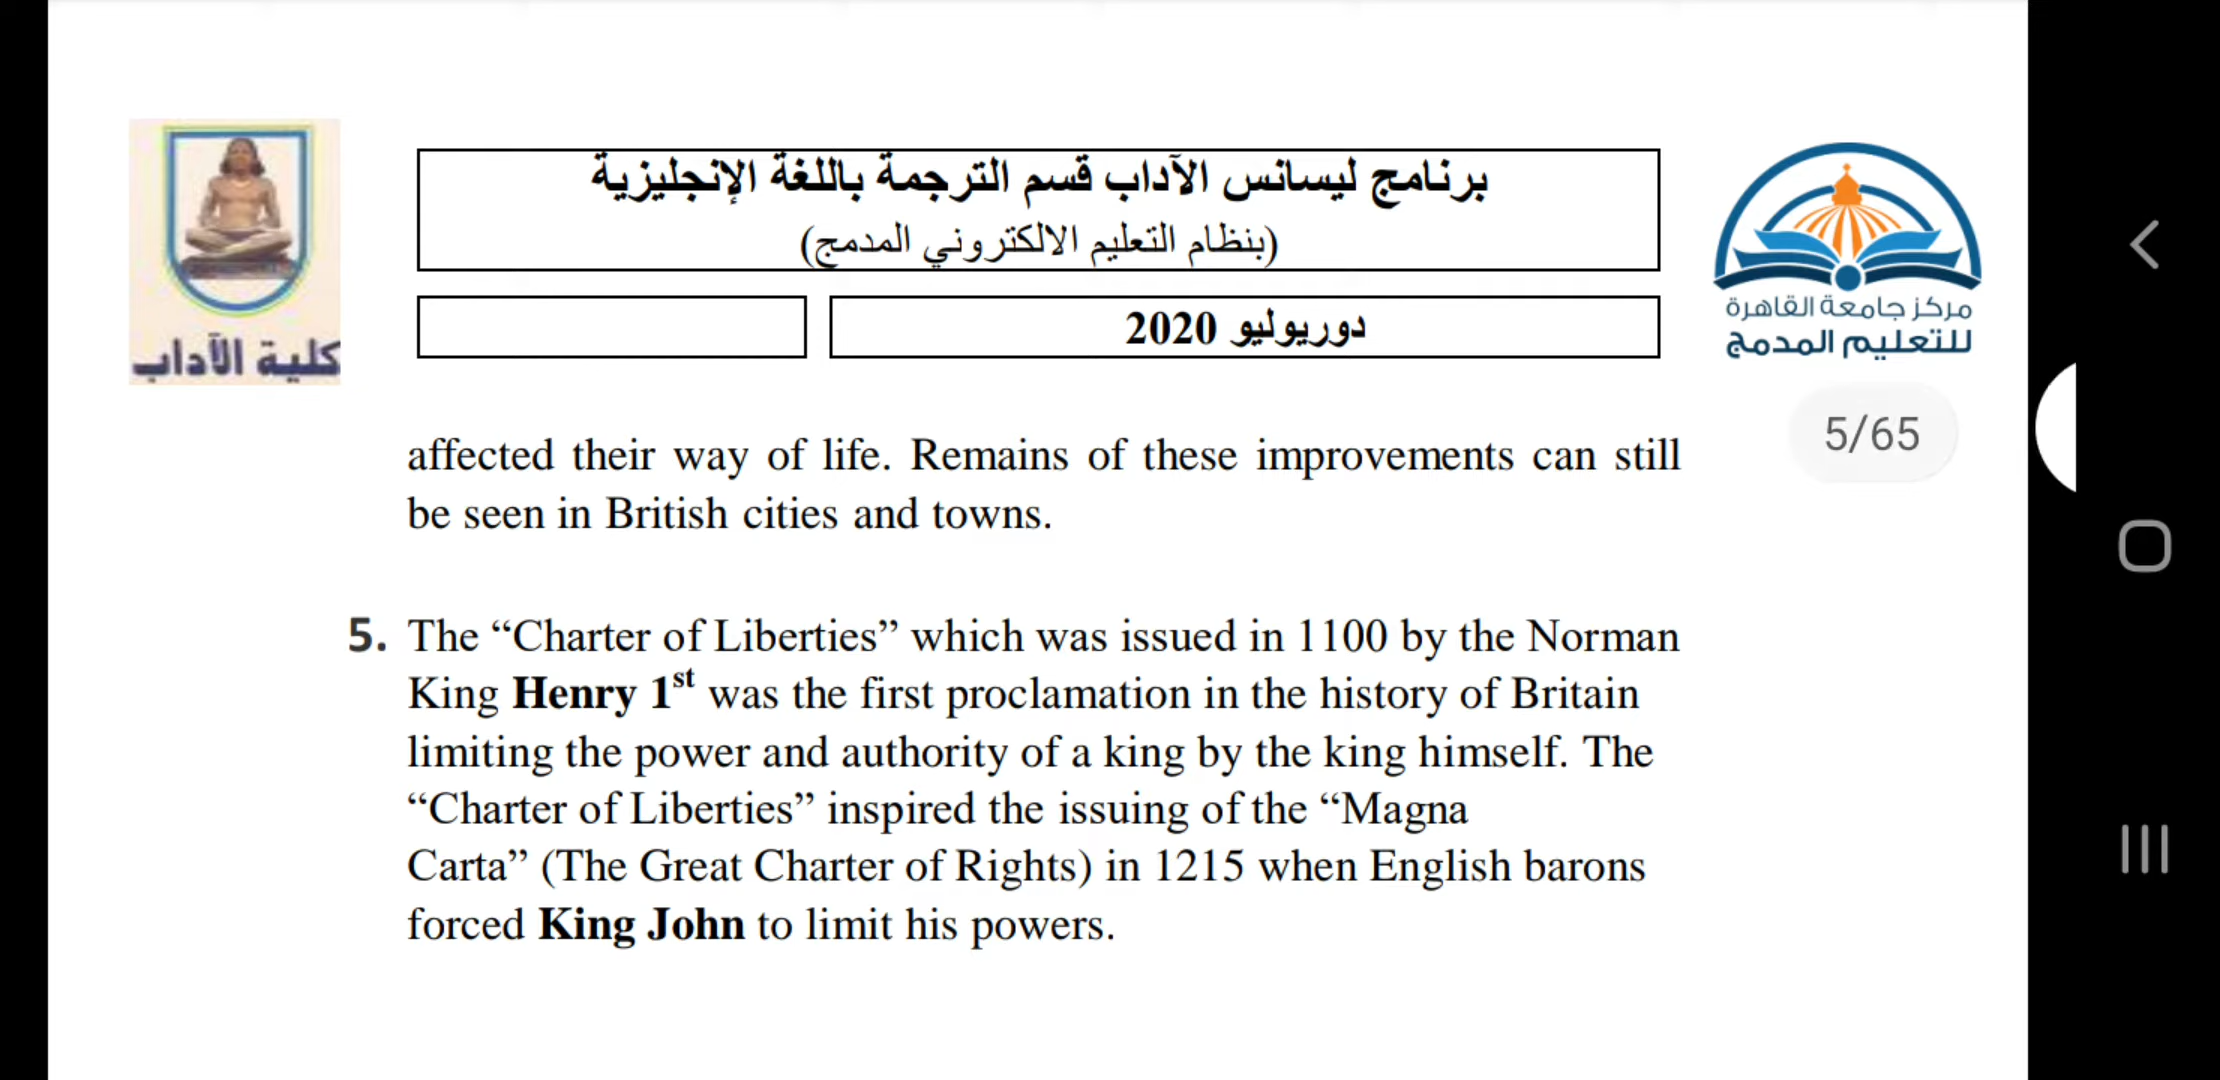 برنامج ليسانس الآداب قسم الترجمة باللغة الإنجليزية
(بنظام التعليم الالكتروني المدمج)
دوريوليو 2020
كلية الآداب
مركز جامعة القاهرة
للتعليم المدمج
5/65
affected their way of life. Remains of these improvements can still
be seen in British cities and towns.
5. The “Charter of Liberties” which was issued in 1100 by the Norman
King Henry 1st was the first proclamation in the history of Britain
limiting the power and authority of a king by the king himself. The
“Charter of Liberties” inspired the issuing of the “Magna
Carta” (The Great Charter of Rights) in 1215 when English barons
forced King John to limit his powers.